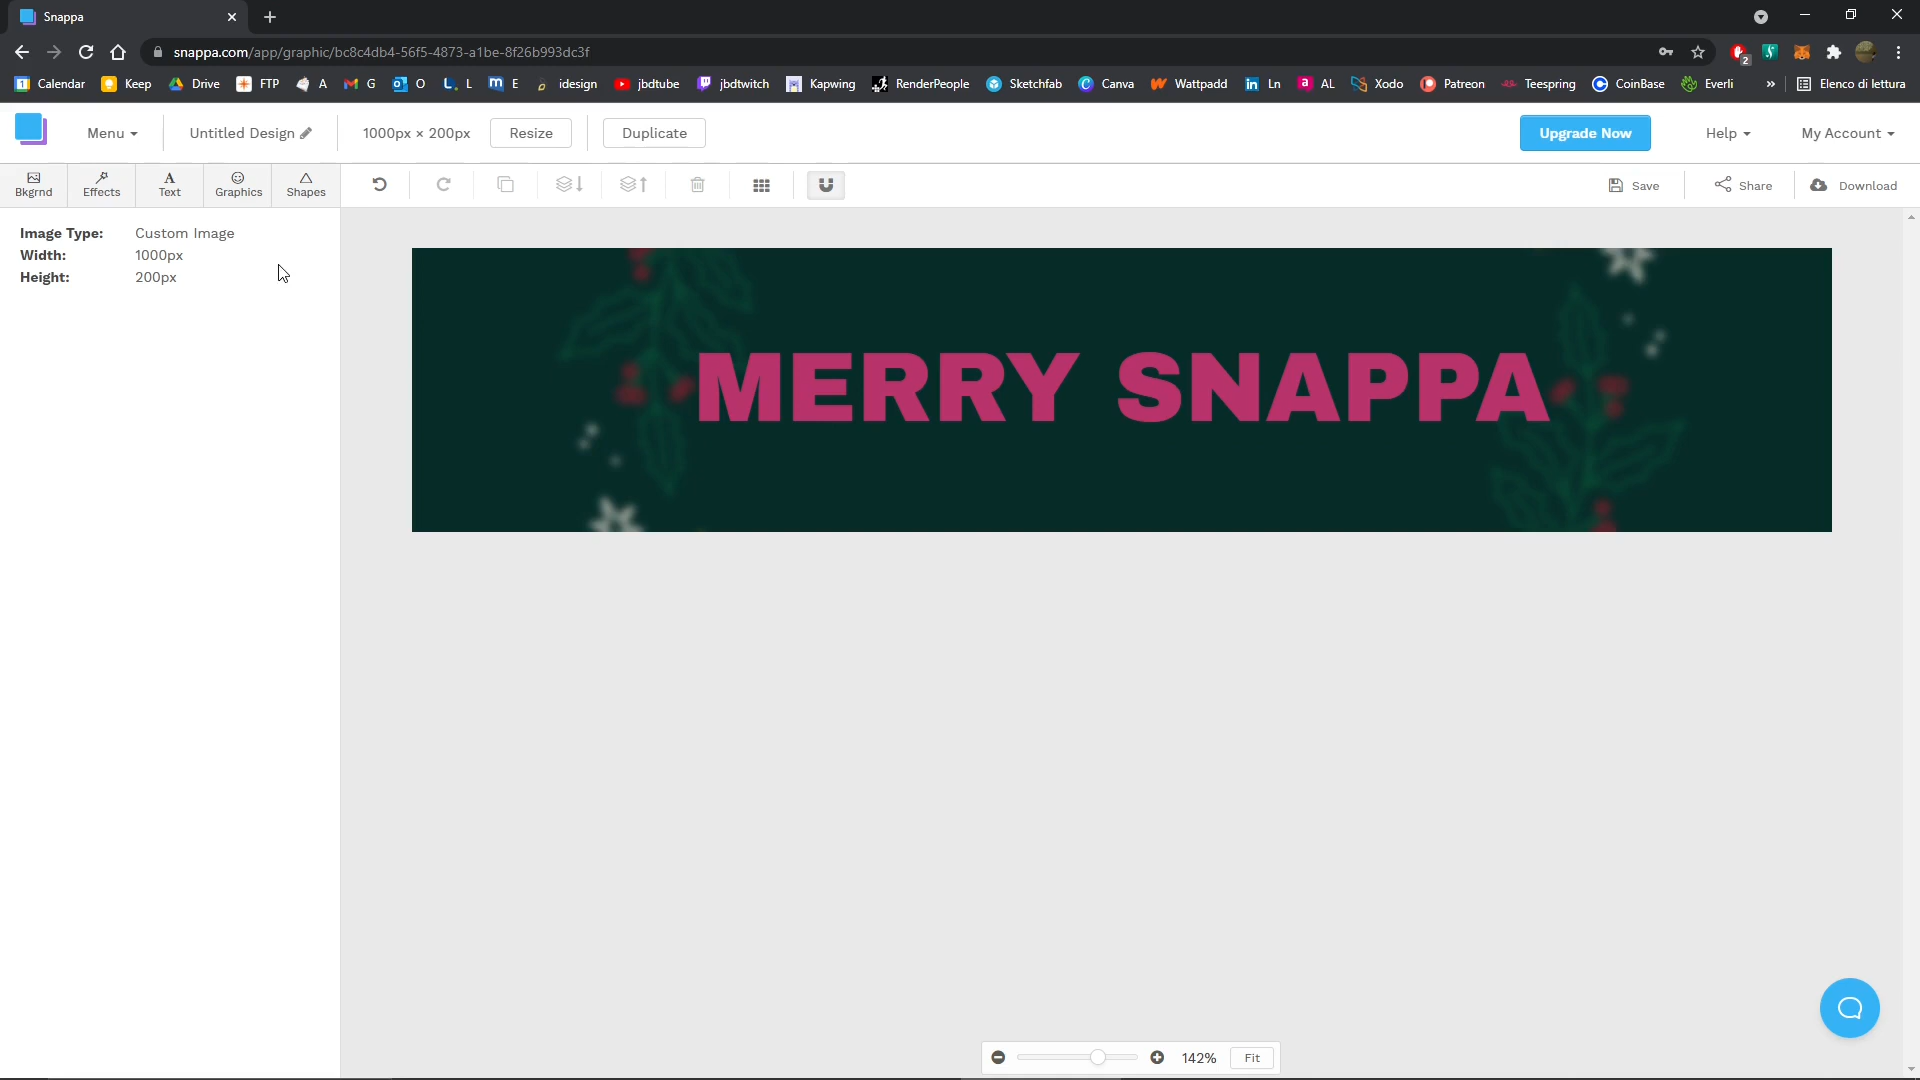 Snappa
snappa.com/app/graphic/bc8c4db4-56f5-4873-a1be-8f26b993dc3f
2
Calendar Keep Drive FTP A G O L E idesign jbdtube jbdtwitch Kapwing RenderPeople Sketchfab Canva Wattpadd Ln AL Xodo Patreon Teespring CoinBase Everli » Elenco di lettura
Menu Untitled Design 1000px × 200px Resize Duplicate Upgrade Now Help My Account
Bkgrnd Effects Text Graphics Shapes Save Share Download
Image Type: Custom Image
Width: 1000px
Height: 200px
MERRY SNAPPA
142% Fit